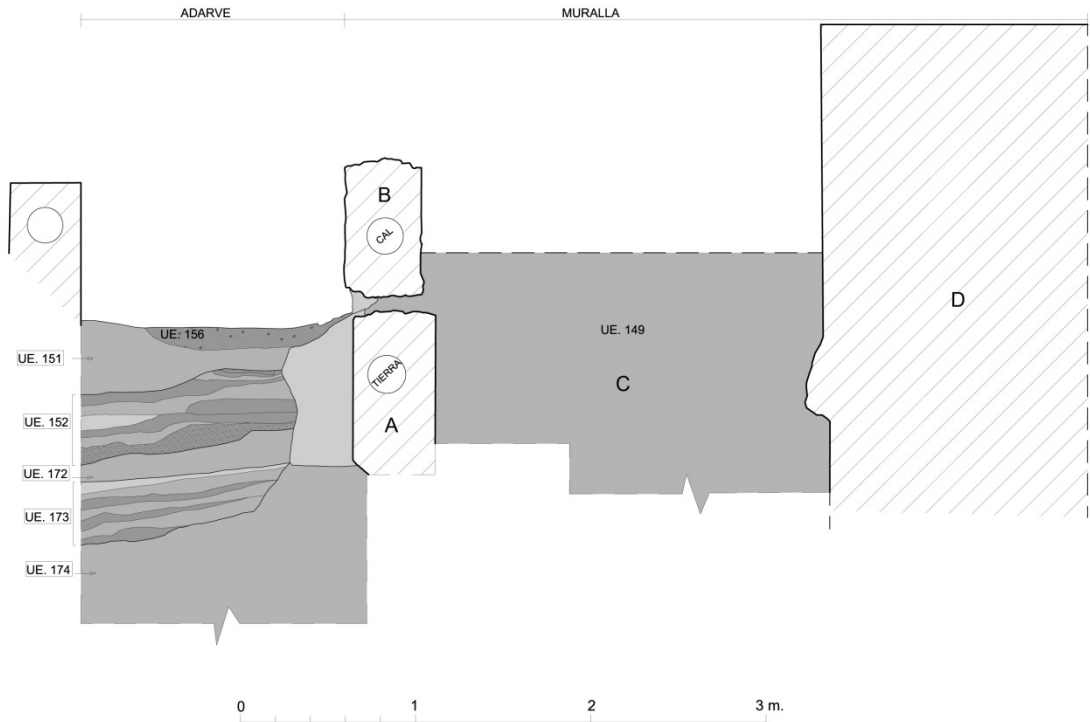 ADARVE
MURALLA
B
CAL
UE. 156
UE. 149
D
UE. 151
TIERRA
C
UE. 152
A
UE. 172
UE. 173
UE. 174
0 1 2 3 m.